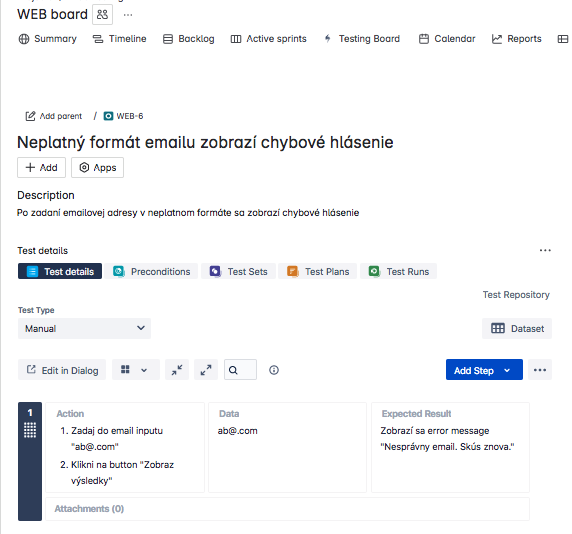 WEB board
Summary
Timeline
Backlog
Active sprints
Testing Board
Calendar
Reports
Add parent / WEB-6
Neplatný formát emailu zobrazí chybové hlásenie
Add
Apps
Description
Po zadaní emailovej adresy v neplatnom formáte sa zobrazí chybové hlásenie
Test details
Test details
Preconditions
Test Sets
Test Plans
Test Runs
Test Repository
Test Type
Manual
Dataset
Edit in Dialog
Add Step
1
Action
1. Zadaj do email inputu
"ab@.com"
2. Klikni na button "Zobraz
výsledky"
Data
ab@.com
Expected Result
Zobrazí sa error message
"Nesprávny email. Skús znova."
Attachments (0)